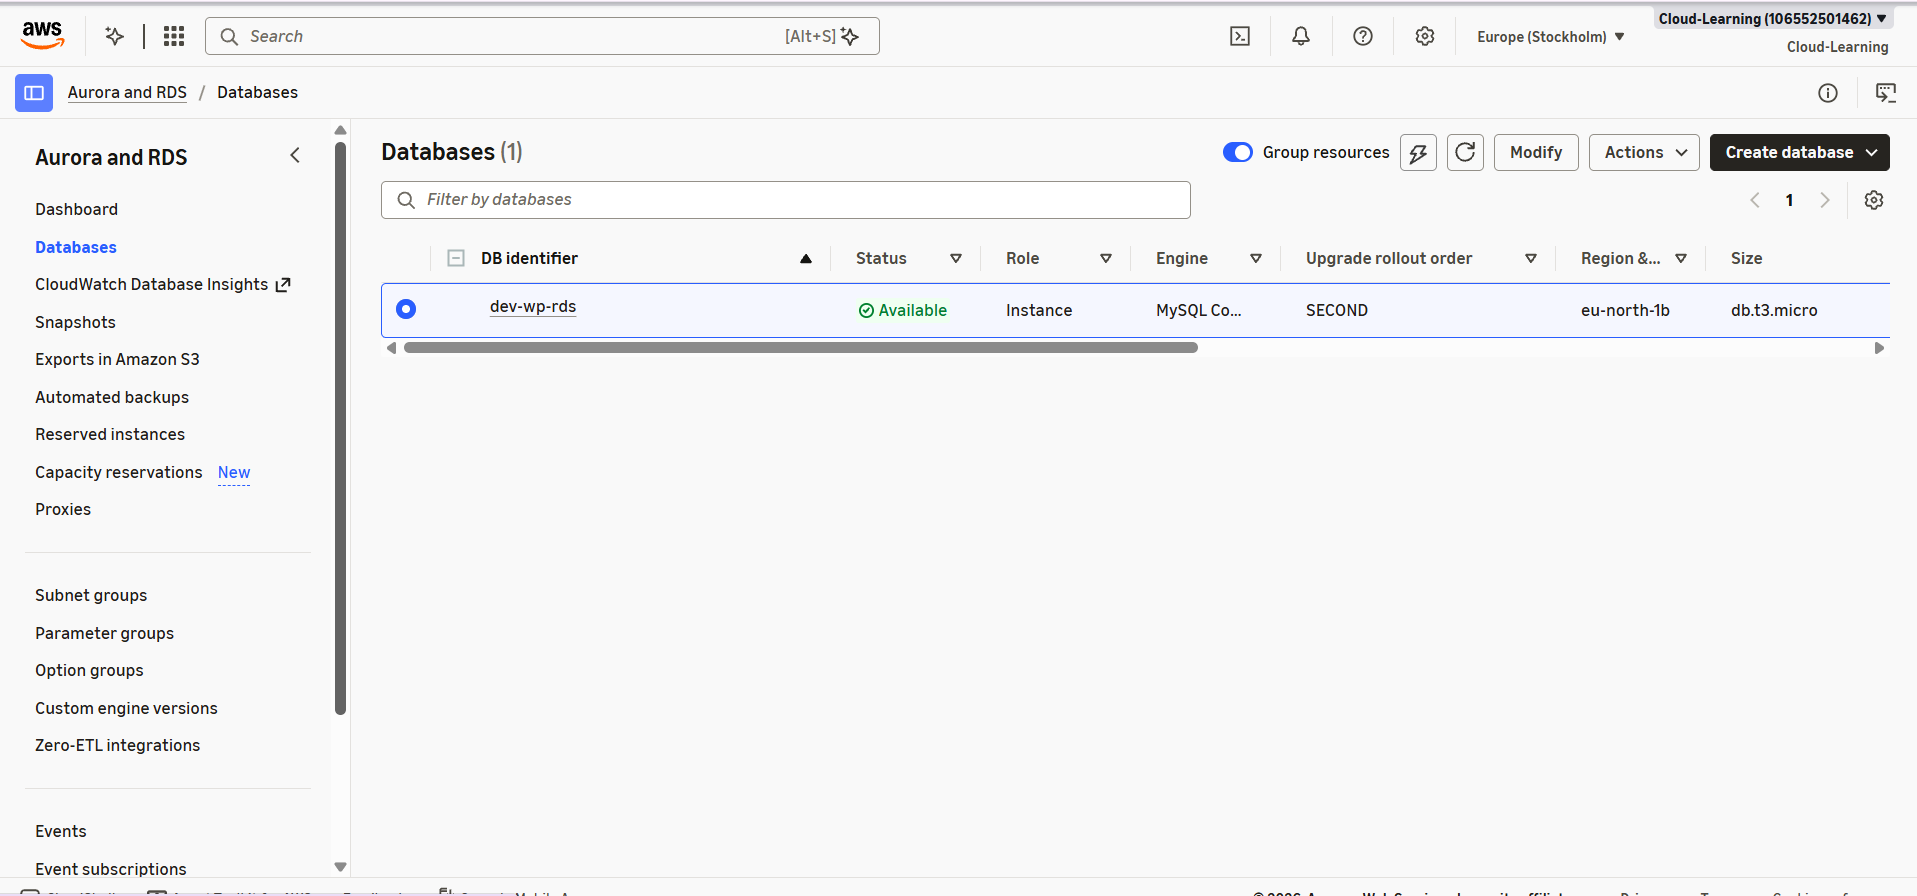 aws
Search [Alt+S]
Europe (Stockholm)
Cloud-Learning (106552501462)
Cloud-Learning
Aurora and RDS / Databases
Aurora and RDS
Dashboard
Databases
CloudWatch Database Insights
Snapshots
Exports in Amazon S3
Automated backups
Reserved instances
Capacity reservations New
Proxies
Subnet groups
Parameter groups
Option groups
Custom engine versions
Zero-ETL integrations
Events
Event subscriptions
Databases (1)
Group resources
Modify
Actions
Create database
Filter by databases
1
DB identifier Status Role Engine Upgrade rollout order Region &... Size
dev-wp-rds Available Instance MySQL Co... SECOND eu-north-1b db.t3.micro